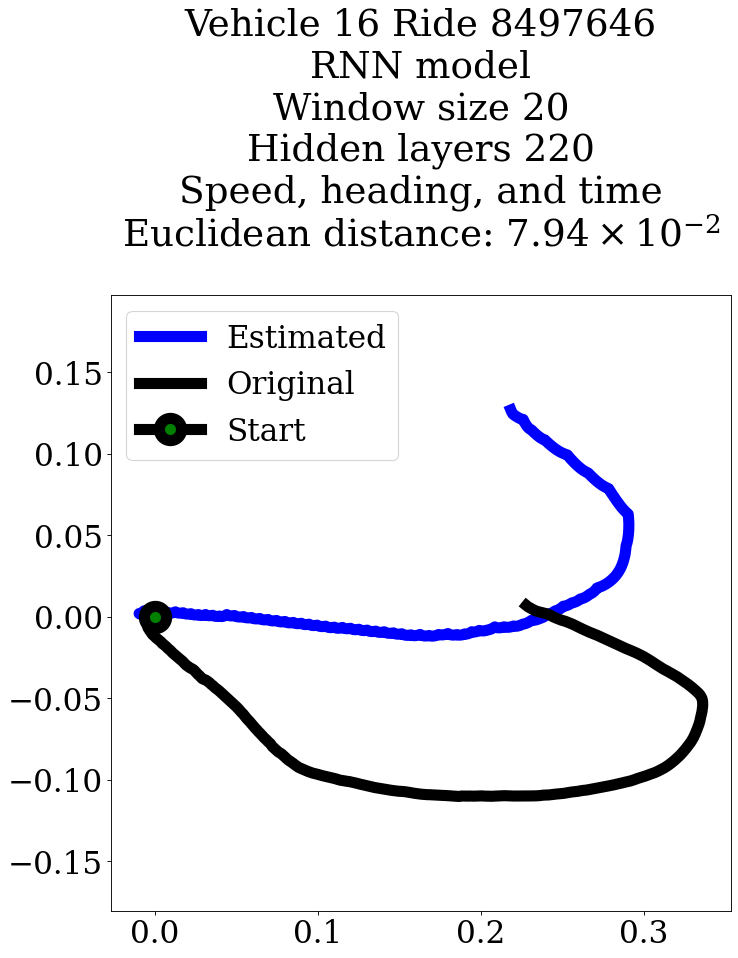 Vehicle 16 Ride 8497646
RNN model
Window size 20
Hidden layers 220
Speed, heading, and time
Euclidean distance: 7.94 × 10⁻²
Estimated
Original
Start
0.15
0.10
0.05
0.00
−0.05
−0.10
−0.15
0.0 0.1 0.2 0.3